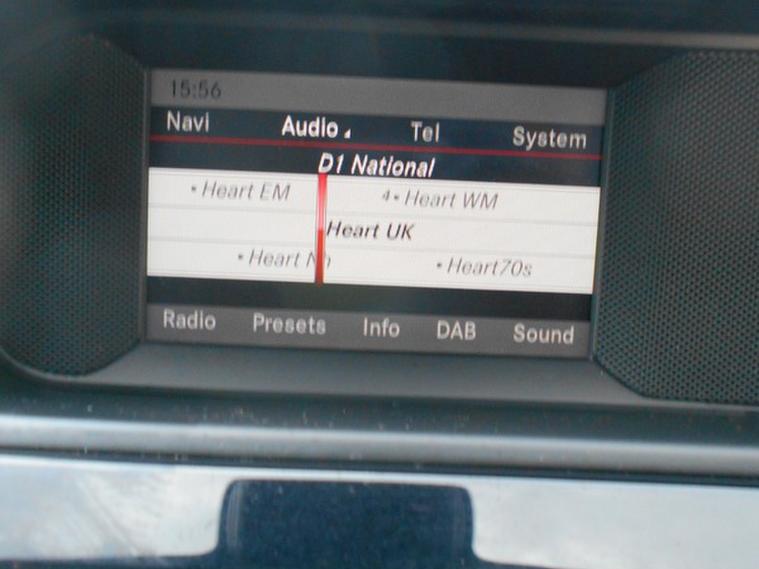 15:56
Navi Audio Tel System
D1 National
• Heart EM 4• Heart WM
Heart UK
• Heart • Heart70s
Radio Presets Info DAB Sound